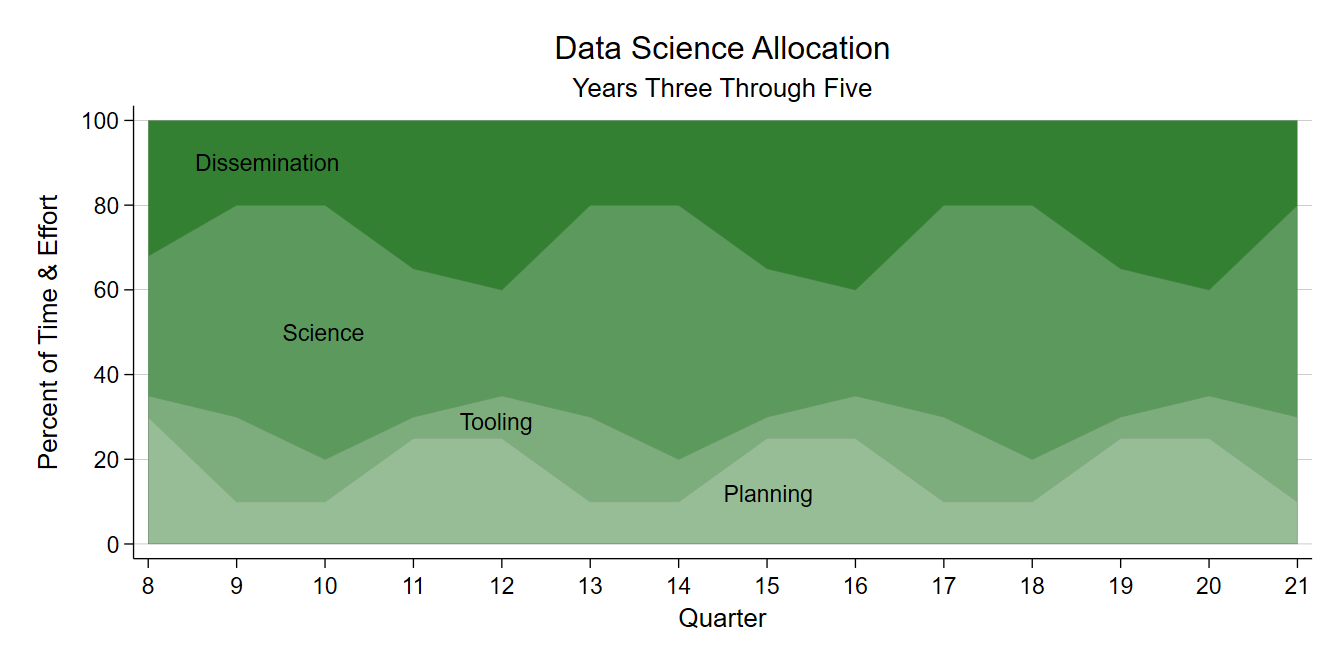 Data Science Allocation
Years Three Through Five
Percent of Time & Effort
100
80
60
40
20
0
Dissemination
Science
Tooling
Planning
8 9 10 11 12 13 14 15 16 17 18 19 20 21
Quarter